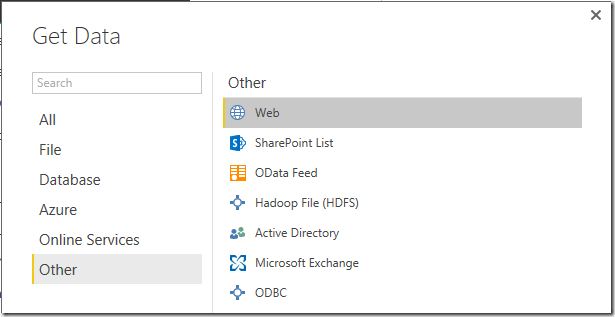 Get Data
Search
All
File
Database
Azure
Online Services
Other
Other
Web
SharePoint List
OData Feed
Hadoop File (HDFS)
Active Directory
Microsoft Exchange
ODBC